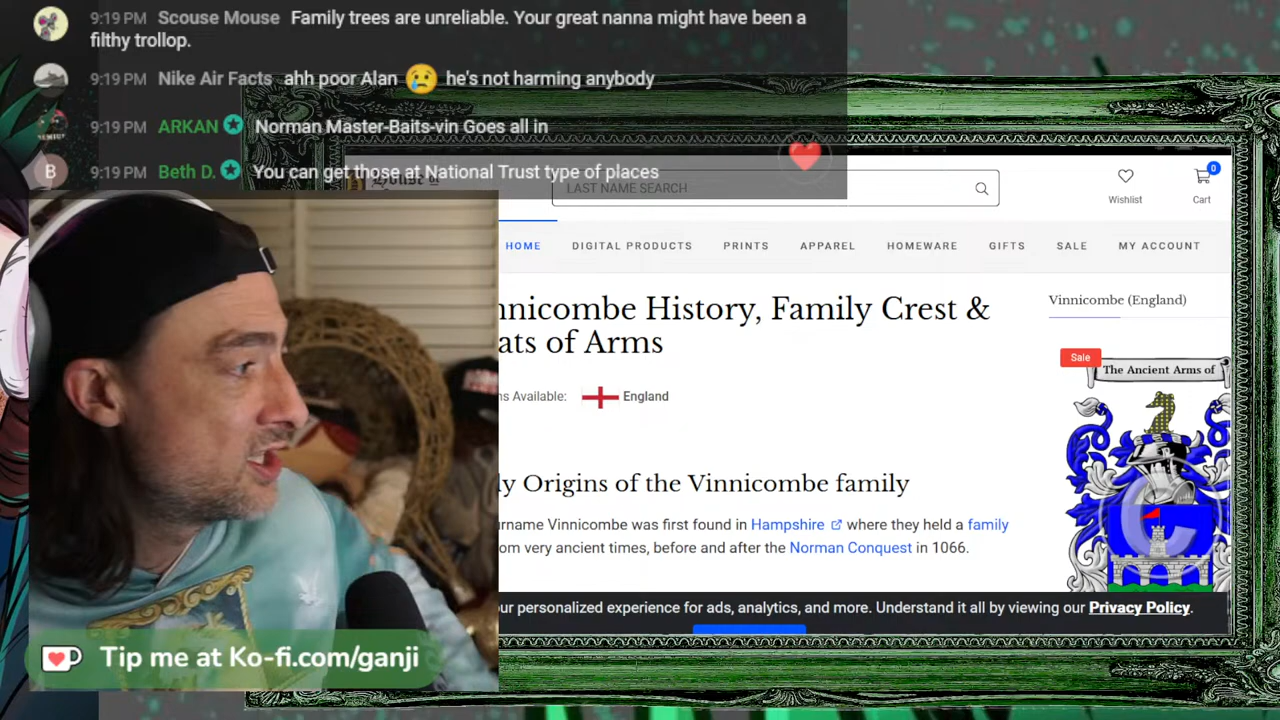 9:19 PM Scouse Mouse Family trees are unreliable. Your great nanna might have been a
filthy trollop.
9:19 PM Nike Air Facts ahh poor Alan 😢 he's not harming anybody
9:19 PM ARKAN Norman Master-Baits-vin Goes all in
B 9:19 PM Beth D. You can get those at National Trust type of places
LAST NAME SEARCH
0
Wishlist
Cart
HOME DIGITAL PRODUCTS PRINTS APPAREL HOMEWARE GIFTS SALE MY ACCOUNT
nnicombe History, Family Crest &
ats of Arms
Vinnicombe (England)
Sale
The Ancient Arms of
ns Available: England
ly Origins of the Vinnicombe family
urname Vinnicombe was first found in Hampshire where they held a family
om very ancient times, before and after the Norman Conquest in 1066.
C
our personalized experience for ads, analytics, and more. Understand it all by viewing our Privacy Policy.
Tip me at Ko-fi.com/ganji